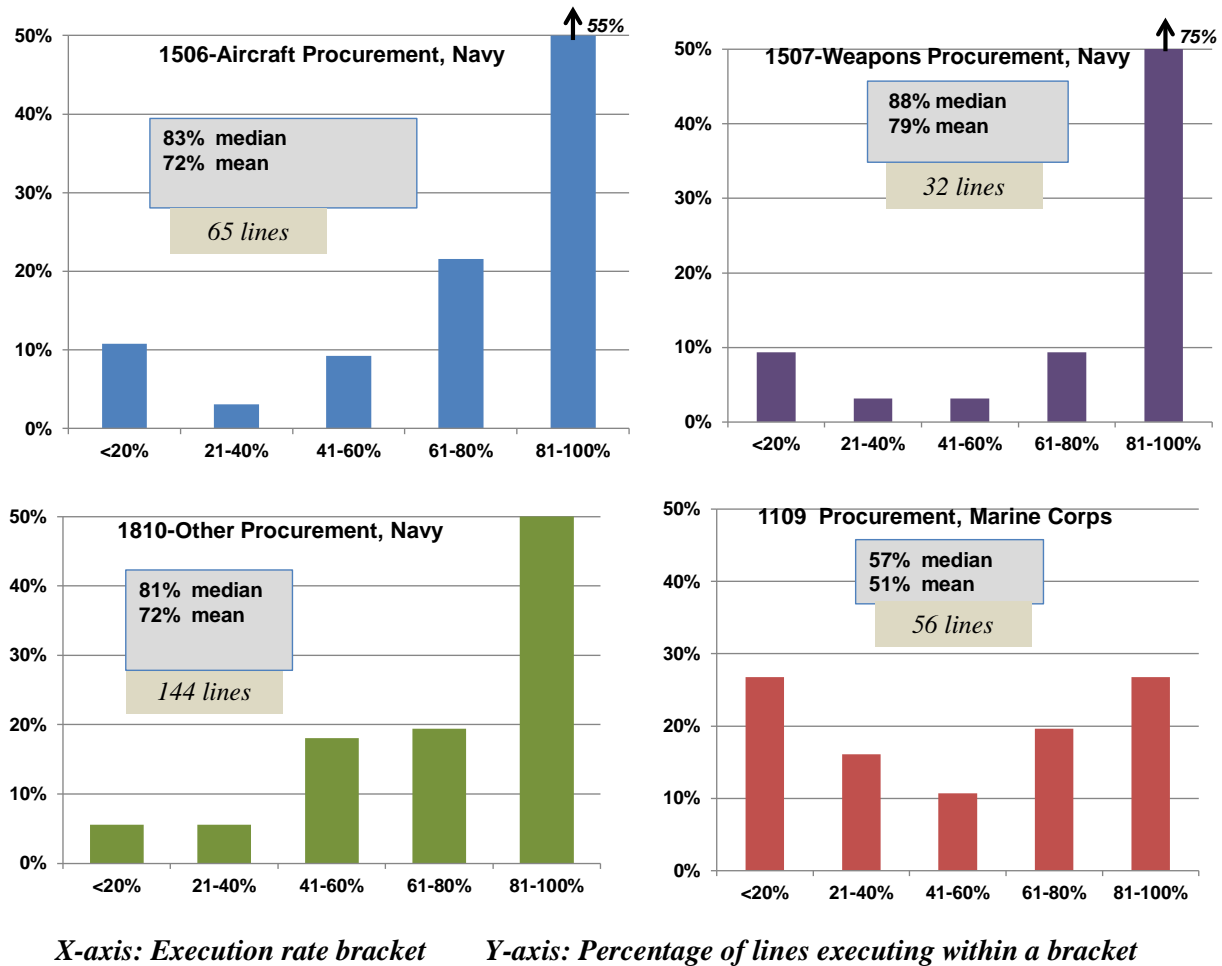 1506-Aircraft Procurement, Navy
55%
83% median
72% mean
65 lines
50%
40%
30%
20%
10%
0%
<20% 21-40% 41-60% 61-80% 81-100%
1507-Weapons Procurement, Navy
75%
88% median
79% mean
32 lines
50%
40%
30%
20%
10%
0%
<20% 21-40% 41-60% 61-80% 81-100%
1810-Other Procurement, Navy
81% median
72% mean
144 lines
50%
40%
30%
20%
10%
0%
<20% 21-40% 41-60% 61-80% 81-100%
1109 Procurement, Marine Corps
57% median
51% mean
56 lines
50%
40%
30%
20%
10%
0%
<20% 21-40% 41-60% 61-80% 81-100%
X-axis: Execution rate bracket Y-axis: Percentage of lines executing within a bracket